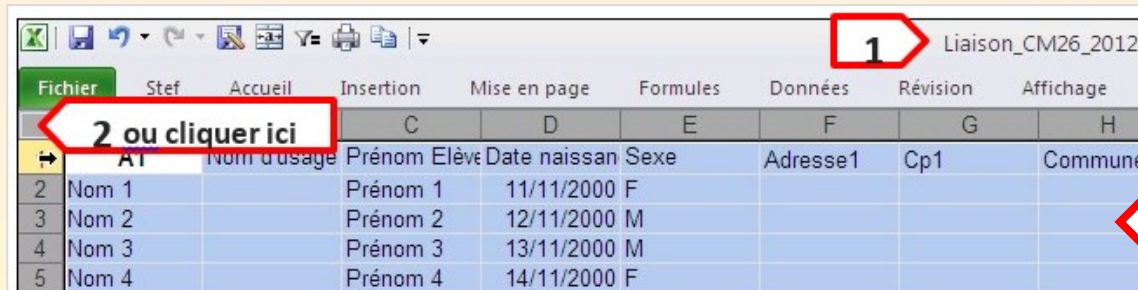 1 Liaison_CM26_2012
Fichier Stef Accueil Insertion Mise en page Formules Données Révision Affichage
2 ou cliquer ici C D E F G H
A1 Nom d'usage Prénom Elève Date naissan Sexe Adresse1 Cp1 Commune
2 Nom 1 Prénom 1 11/11/2000 F
3 Nom 2 Prénom 2 12/11/2000 M
4 Nom 3 Prénom 3 13/11/2000 M
5 Nom 4 Prénom 4 14/11/2000 F